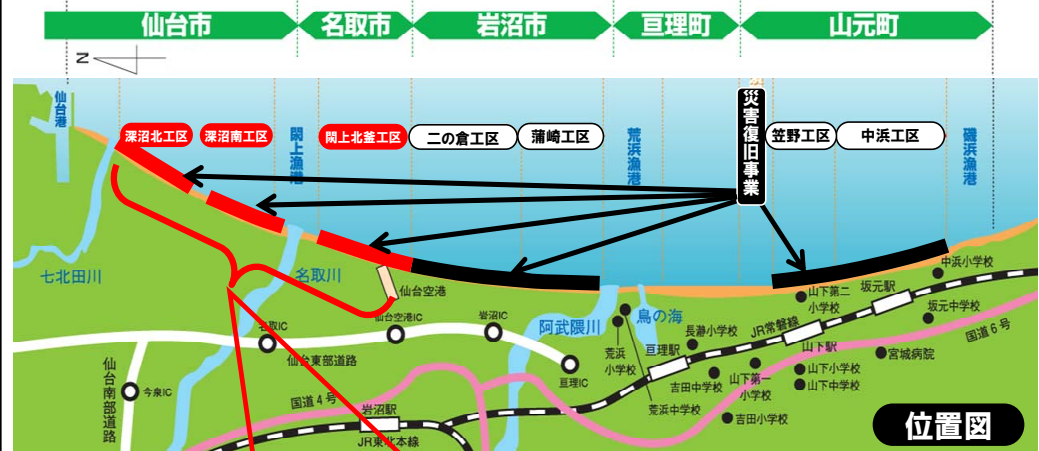 仙台市
名取市
岩沼市
亘理町
山元町
N
仙台港
深沼北工区
深沼南工区
閖上漁港
閖上北釜工区
二の倉工区
蒲崎工区
荒浜漁港
災害復旧事業
笠野工区
中浜工区
磯浜漁港
七北田川
名取川
仙台空港
仙台空港IC
岩沼IC
名取IC
仙台東部道路
阿武隈川
鳥の海
亘理IC
荒浜
小学校
荒浜中学校
亘理駅
長瀞小学校
吉田中学校
吉田小学校
JR常磐線
山下第一
小学校
山下駅
山下第二
小学校
山下小学校
山下中学校
坂元駅
中浜小学校
坂元中学校
宮城病院
国道6号
仙台南部道路
今泉IC
国道4号
岩沼駅
JR東北本線
位置図